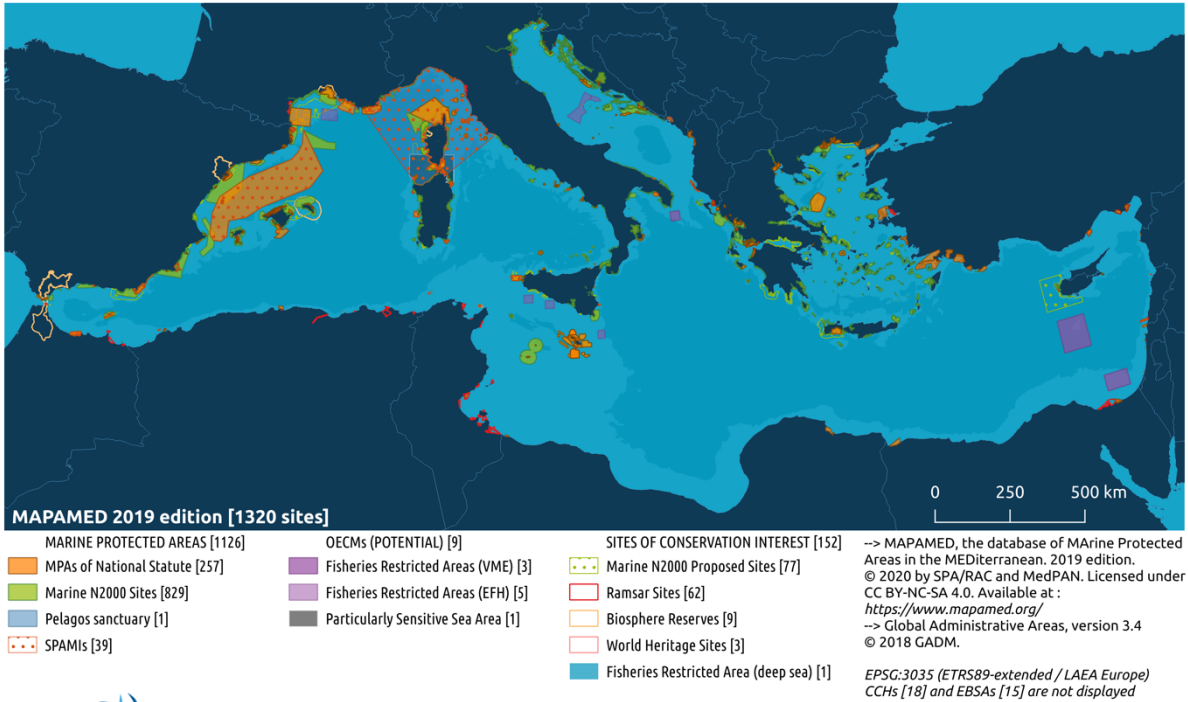 0 250 500 km
MAPAMED 2019 edition [1320 sites]
MARINE PROTECTED AREAS [1126]
MPAs of National Statute [257]
Marine N2000 Sites [829]
Pelagos sanctuary [1]
SPAMIs [39]
OECMs (POTENTIAL) [9]
Fisheries Restricted Areas (VME) [3]
Fisheries Restricted Areas (EFH) [5]
Particularly Sensitive Sea Area [1]
SITES OF CONSERVATION INTEREST [152]
Marine N2000 Proposed Sites [77]
Ramsar Sites [62]
Biosphere Reserves [9]
World Heritage Sites [3]
Fisheries Restricted Area (deep sea) [1]
--> MAPAMED, the database of MArine Protected
Areas in the MEDiterranean. 2019 edition.
© 2020 by SPA/RAC and MedPAN. Licensed under
CC BY-NC-SA 4.0. Available at :
https://www.mapamed.org/
--> Global Administrative Areas, version 3.4
© 2018 GADM.
EPSG:3035 (ETRS89-extended / LAEA Europe)
CCHs [18] and EBSAs [15] are not displayed